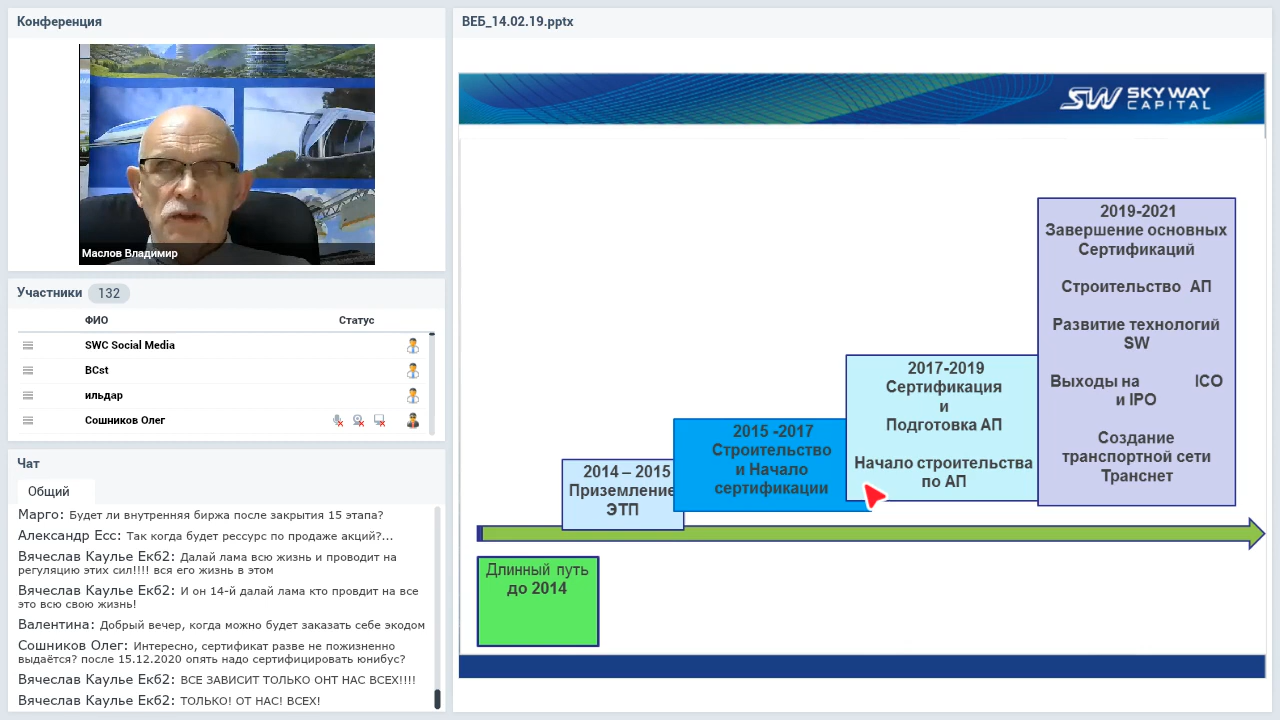 Конференция
Маслов Владимир
Участники 132
ФИО Статус
SWC Social Media
BCst
ильдар
Сошников Олег
Чат
Общий
Марго: Будет ли внутренняя биржа после закрытия 15 этапа?
Александр Есс: Так когда будет рессурс по продаже акций?...
Вячеслав Каулье Екб2: Далай лама всю жизнь и проводит на
регуляцию этих сил!!!! вся его жизнь в этом
Вячеслав Каулье Екб2: И он 14-й далай лама кто провдит на все
это всю свою жизнь!
Валентина: Добрый вечер, когда можно будет заказать себе экодом
Сошников Олег: Интересно, сертификат разве не пожизненно
выдаётся? после 15.12.2020 опять надо сертифицировать юнибус?
Вячеслав Каулье Екб2: ВСЕ ЗАВИСИТ ТОЛЬКО ОНТ НАС ВСЕХ!!!!
Вячеслав Каулье Екб2: ТОЛЬКО! ОТ НАС! ВСЕХ!
ВЕБ_14.02.19.pptx
SW SKY WAY
CAPITAL
Длинный путь
до 2014
2014 – 2015
Приземление
ЭТП
2015 -2017
Строительство
и Начало
сертификации
2017-2019
Сертификация
и
Подготовка АП
Начало строительства
по АП
2019-2021
Завершение основных
Сертификаций
Строительство АП
Развитие технологий
SW
Выходы на ICO
и IPO
Создание
транспортной сети
Транснет